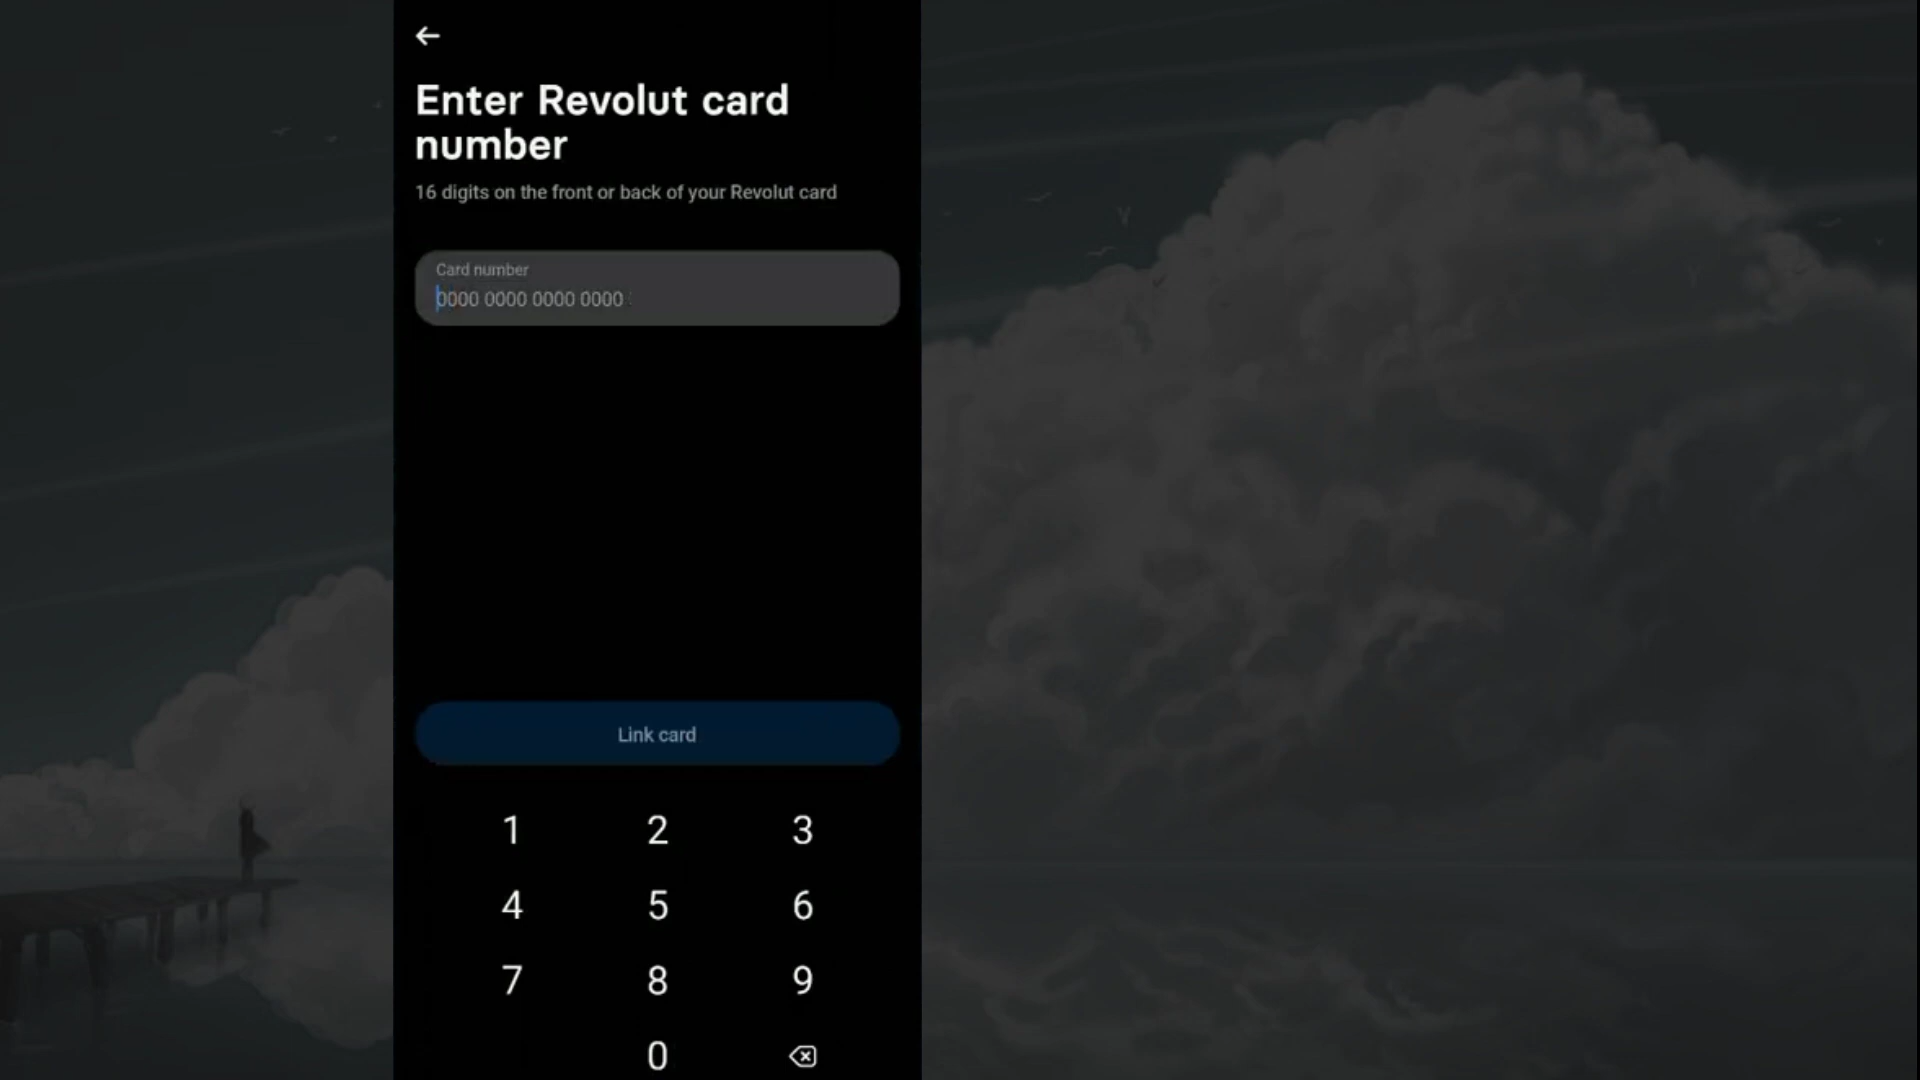 Enter Revolut card
number
16 digits on the front or back of your Revolut card
Card number
0000 0000 0000 0000
Link card
1 2 3
4 5 6
7 8 9
0